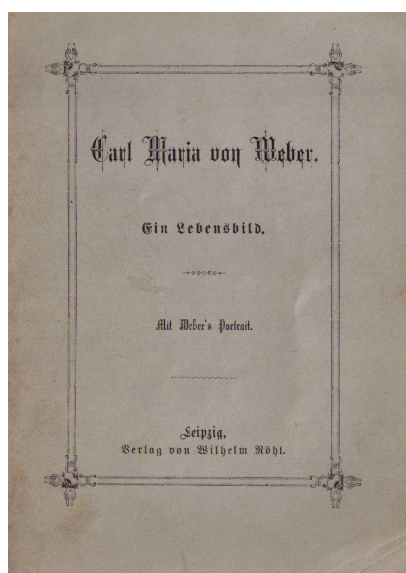 Carl Maria von Weber.
Ein Lebensbild.
Mit Weber's Portrait.
Leipzig,
Verlag von Wilhelm Röhl.